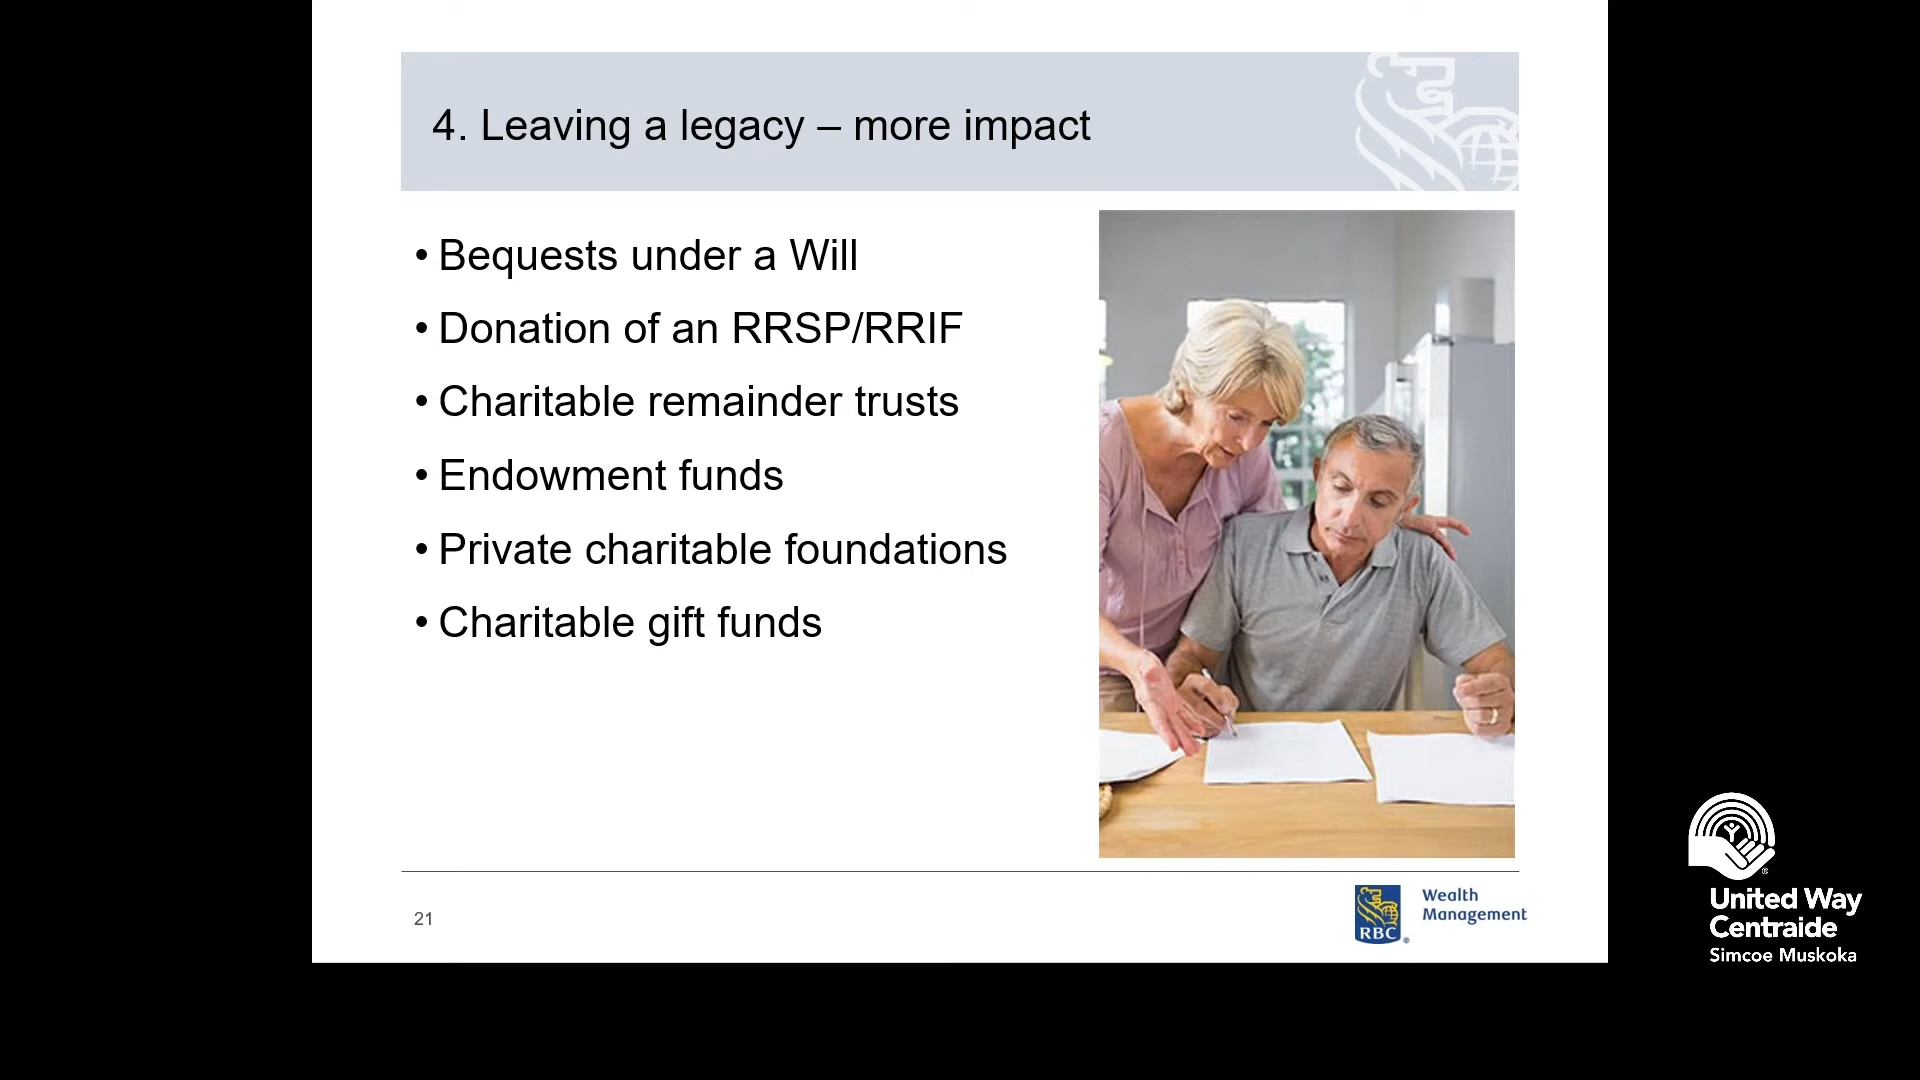 4. Leaving a legacy – more impact
• Bequests under a Will
• Donation of an RRSP/RRIF
• Charitable remainder trusts
• Endowment funds
• Private charitable foundations
• Charitable gift funds
21
RBC ®
Wealth
Management
®
United Way
Centraide
Simcoe Muskoka